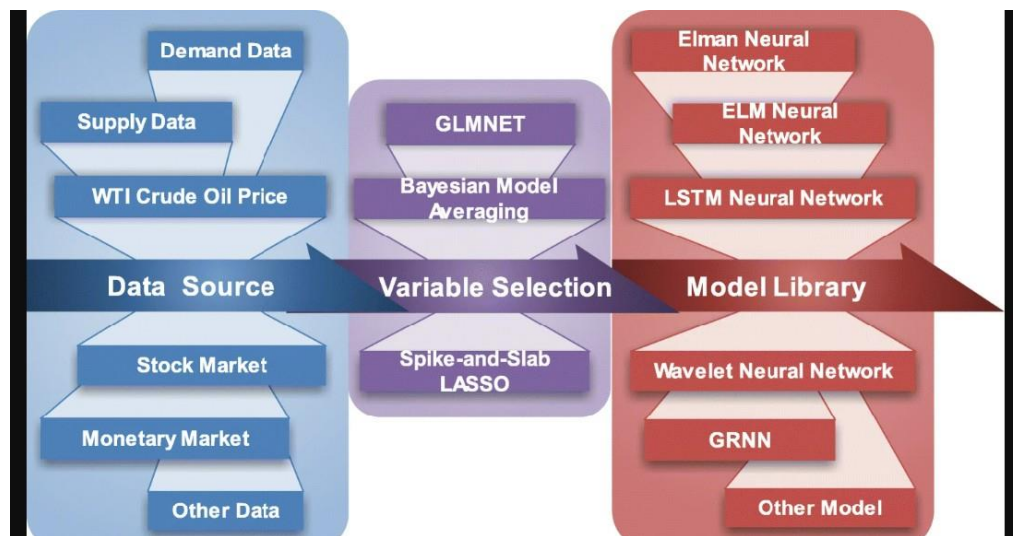 Demand Data
Supply Data
WTI Crude Oil Price
Data Source
Stock Market
Monetary Market
Other Data
GLMNET
Bayesian Model
Averaging
Variable Selection
Spike-and-Slab
LASSO
Elman Neural
Network
ELM Neural
Network
LSTM Neural Network
Model Library
Wavelet Neural Network
GRNN
Other Model